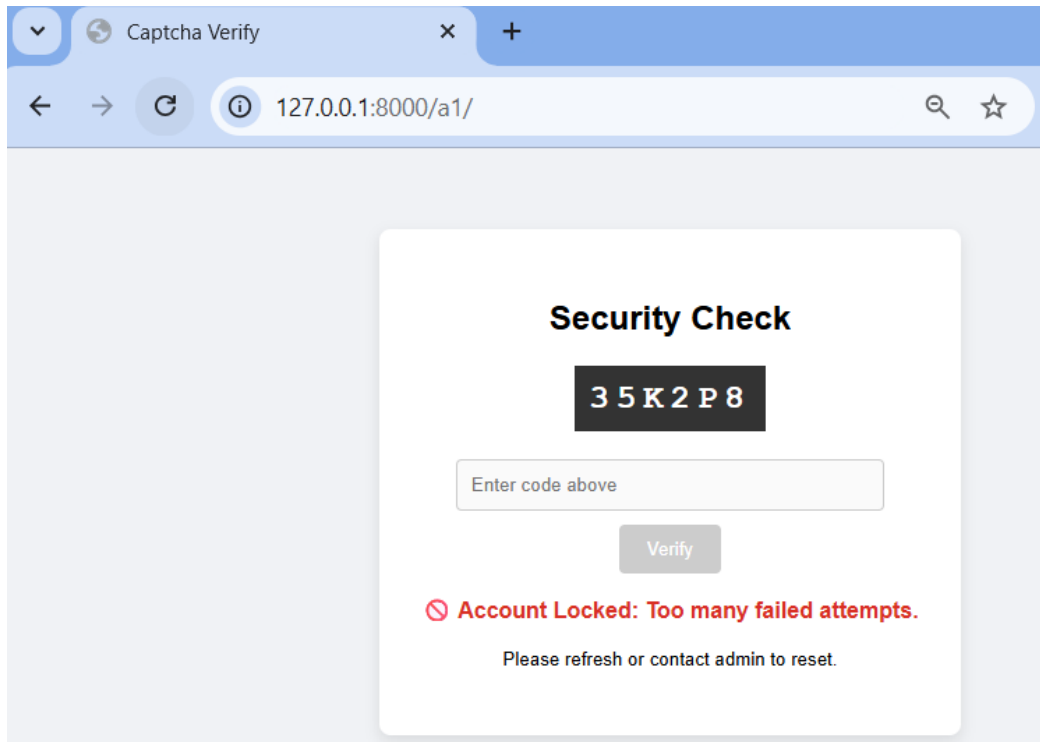 Captcha Verify
127.0.0.1:8000/a1/
Security Check
35K2P8
Enter code above
Verify
Account Locked: Too many failed attempts.
Please refresh or contact admin to reset.